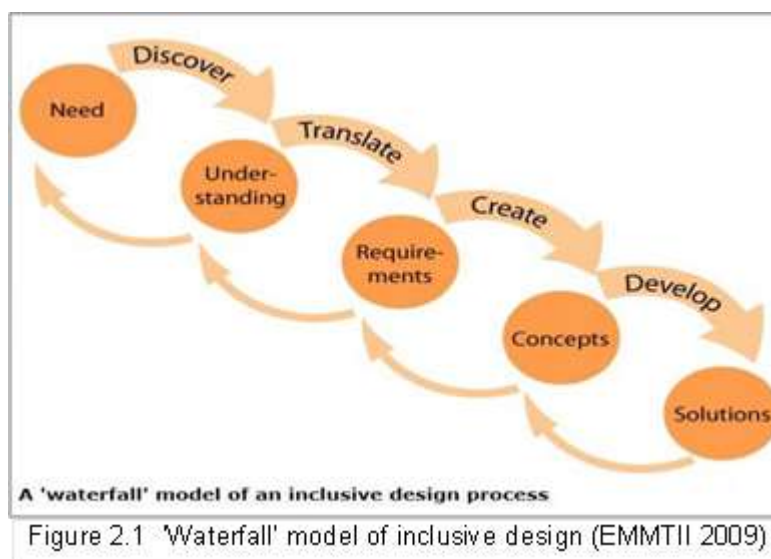 Discover
Need
Translate
Under-
standing
Create
Require-
ments
Develop
Concepts
Solutions
A 'waterfall' model of an inclusive design process
Figure 2.1 'Waterfall' model of inclusive design (EMMTII 2009)